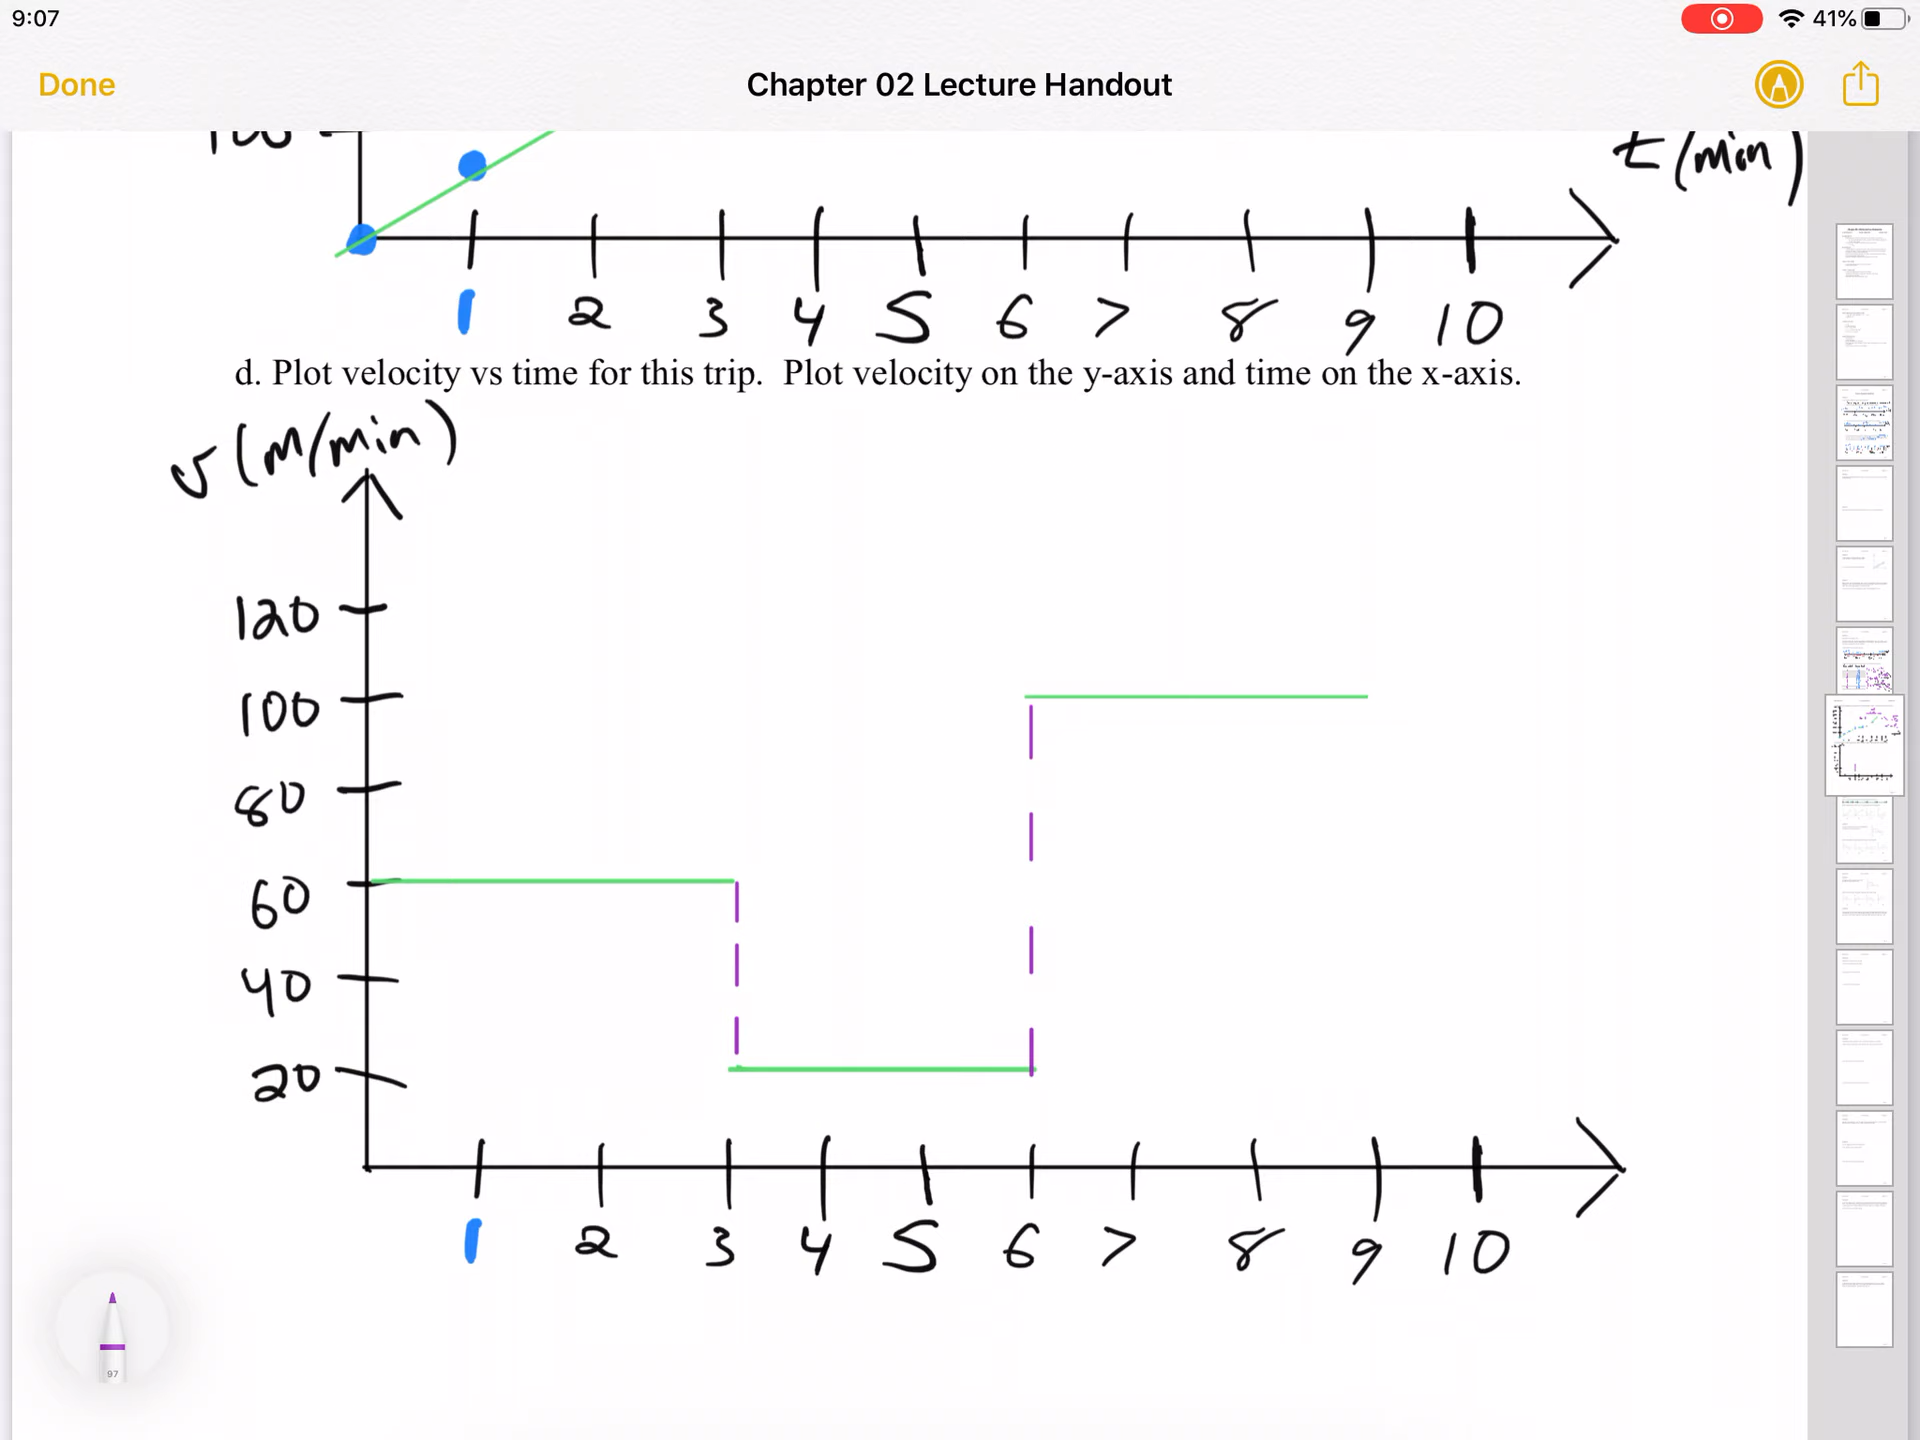 9:07
41%
Done
Chapter 02 Lecture Handout
100
t (min)
1 2 3 4 5 6 7 8 9 10
d. Plot velocity vs time for this trip. Plot velocity on the y-axis and time on the x-axis.
v (m/min)
120
100
80
60
40
20
1 2 3 4 5 6 7 8 9 10
97